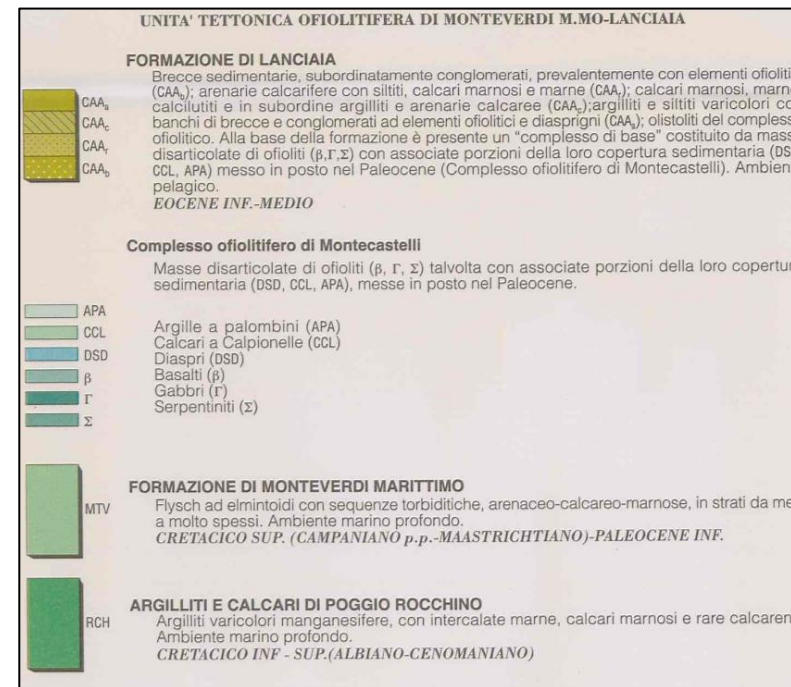 UNITA' TETTONICA OFIOLITIFERA DI MONTEVERDI M.MO-LANCIAIA
FORMAZIONE DI LANCIAIA
Brecce sedimentarie, subordinatamente conglomerati, prevalentemente con elementi ofioliti
(CAAb); arenarie calcarifere con siltiti, calcari marnosi e marne (CAAr); calcari marnosi, marn
calcilutiti e in subordine argilliti e arenarie calcaree (CAAc);argilliti e siltiti varicolori co
banchi di brecce e conglomerati ad elementi ofiolitici e diasprigni (CAAa); olistoliti del compless
ofiolitico. Alla base della formazione è presente un "complesso di base" costituito da mass
disarticolate di ofioliti (β,Γ,Σ) con associate porzioni della loro copertura sedimentaria (DS
CCL, APA) messo in posto nel Paleocene (Complesso ofiolitifero di Montecastelli). Ambien
pelagico.
EOCENE INF.-MEDIO
CAAa
CAAc
CAAr
CAAb
Complesso ofiolitifero di Montecastelli
Masse disarticolate di ofioliti (β, Γ, Σ) talvolta con associate porzioni della loro copertu
sedimentaria (DSD, CCL, APA), messe in posto nel Paleocene.
APA
CCL
DSD
β
Γ
Σ
Argille a palombini (APA)
Calcari a Calpionelle (CCL)
Diaspri (DSD)
Basalti (β)
Gabbri (Γ)
Serpentiniti (Σ)
FORMAZIONE DI MONTEVERDI MARITTIMO
MTV
Flysch ad elmintoidi con sequenze torbiditiche, arenaceo-calcareo-marnose, in strati da me
a molto spessi. Ambiente marino profondo.
CRETACICO SUP. (CAMPANIANO p.p.-MAASTRICHTIANO)-PALEOCENE INF.
ARGILLITI E CALCARI DI POGGIO ROCCHINO
RCH
Argilliti varicolori manganesifere, con intercalate marne, calcari marnosi e rare calcaren
Ambiente marino profondo.
CRETACICO INF - SUP.(ALBIANO-CENOMANIANO)